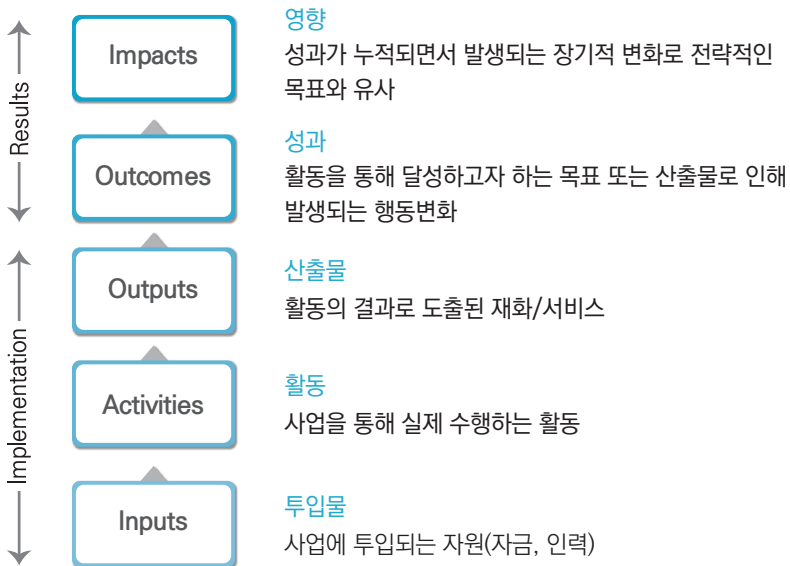 Results
Implementation
Impacts
영향
성과가 누적되면서 발생되는 장기적 변화로 전략적인
목표와 유사
Outcomes
성과
활동을 통해 달성하고자 하는 목표 또는 산출물로 인해
발생되는 행동변화
Outputs
산출물
활동의 결과로 도출된 재화/서비스
Activities
활동
사업을 통해 실제 수행하는 활동
Inputs
투입물
사업에 투입되는 자원(자금, 인력)